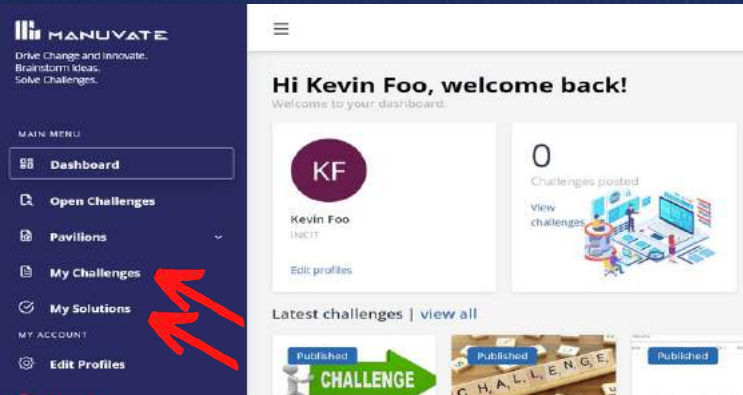 MANUVATE
Drive Change and Innovate.
Brainstorm Ideas.
Solve Challenges.
MAIN MENU
Dashboard
Open Challenges
Pavilions
My Challenges
My Solutions
MY ACCOUNT
Edit Profiles
Hi Kevin Foo, welcome back!
Welcome to your dashboard.
KF
Kevin Foo
INCIT
Edit profiles
0
Challenges posted
View
challenges
Latest challenges | view all
Published
CHALLENGE
Published
CHALLENGE
Published